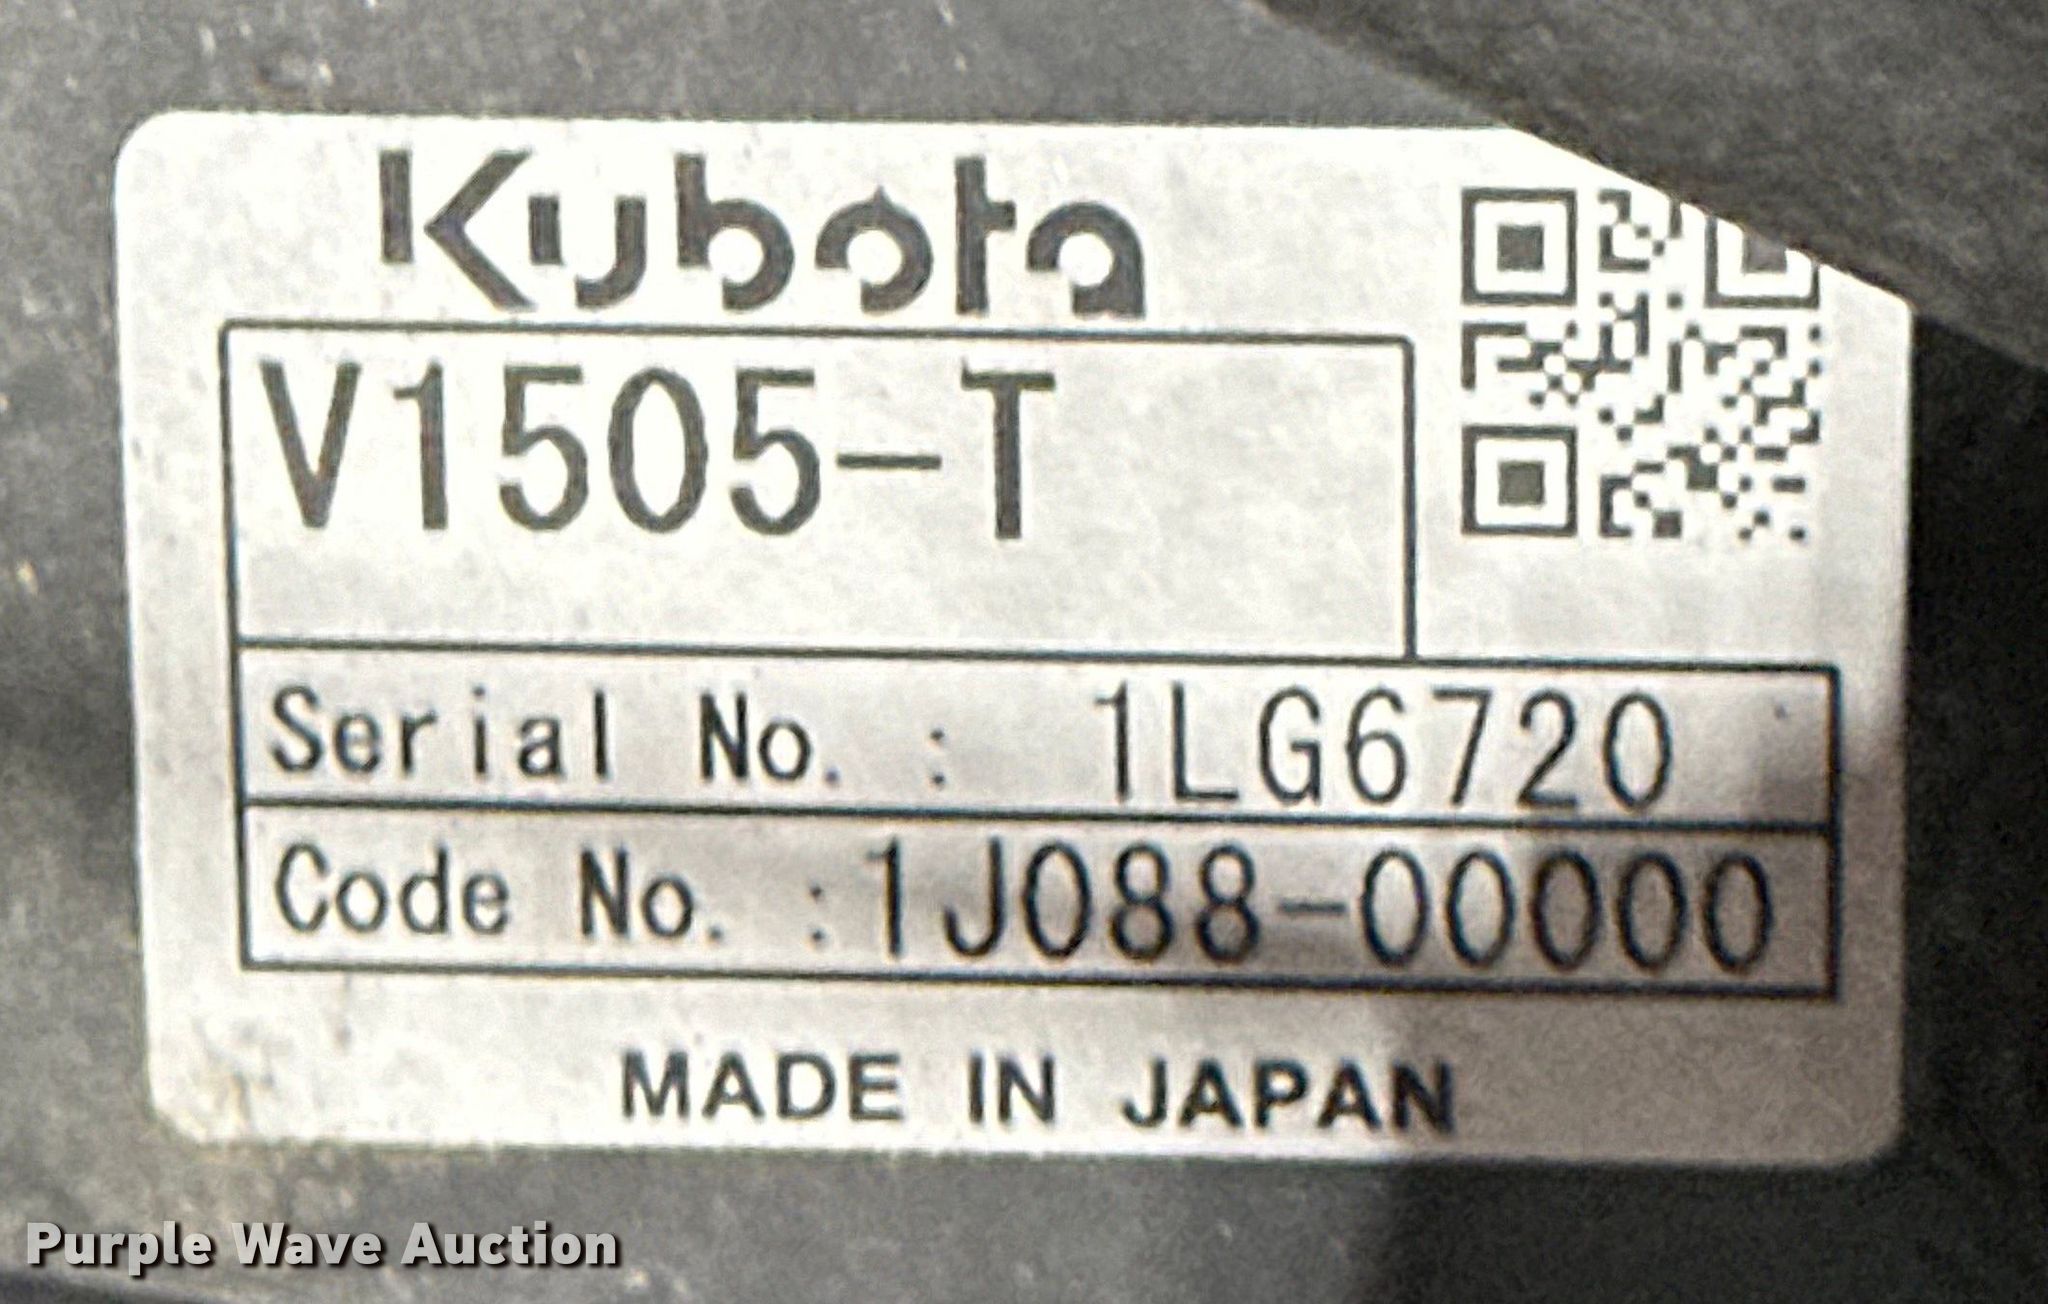 Kubota
V1505-T
Serial No. : 1LG6720
Code No. :1J088-00000
MADE IN JAPAN
Purple Wave Auction